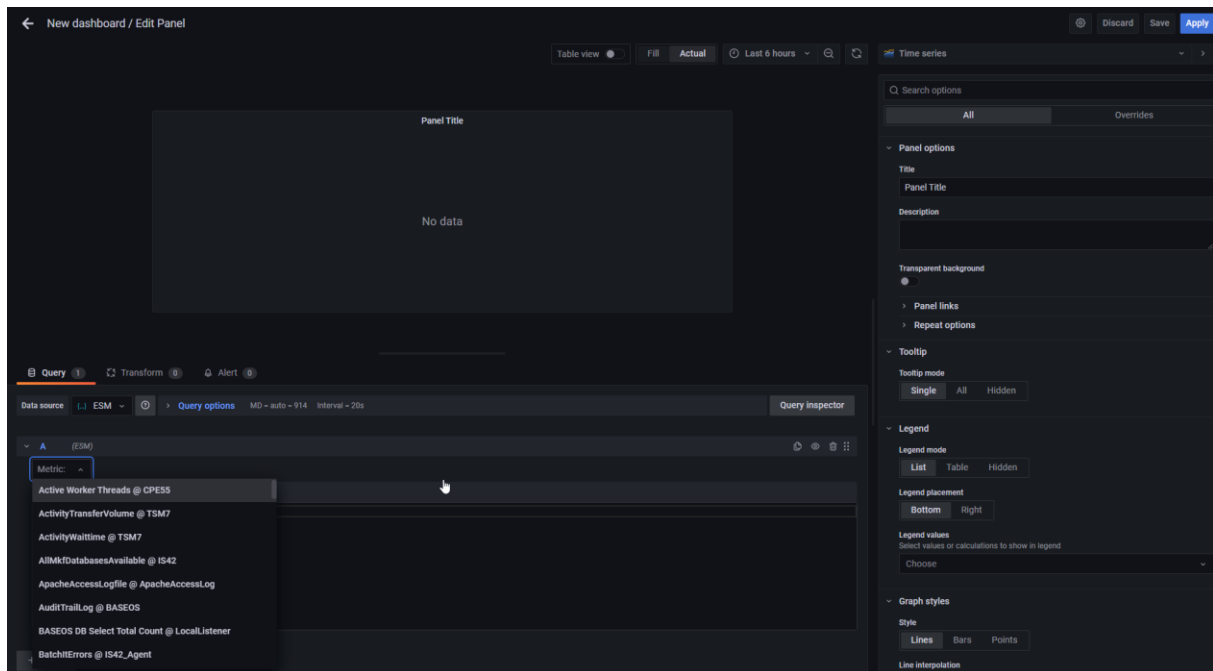 New dashboard / Edit Panel
Discard Save Apply
Table view Fill Actual Last 6 hours
Time series
Search options
All Overrides
Panel Title
No data
Panel options
Title
Panel Title
Description
Transparent background
Panel links
Repeat options
Tooltip
Tooltip mode
Single All Hidden
Legend
Legend mode
List Table Hidden
Legend placement
Bottom Right
Legend values
Select values or calculations to show in legend
Choose
Graph styles
Style
Lines Bars Points
Line interpolation
Query 1 Transform 0 Alert 0
Data source ESM Query options MD = auto = 914 Interval = 20s Query inspector
A (ESM)
Metric:
Active Worker Threads @ CPE55
ActivityTransferVolume @ TSM7
ActivityWaittime @ TSM7
AllMkfDatabasesAvailable @ IS42
ApacheAccessLogfile @ ApacheAccessLog
AuditTrailLog @ BASEOS
BASEOS DB Select Total Count @ LocalListener
BatchItErrors @ IS42_Agent